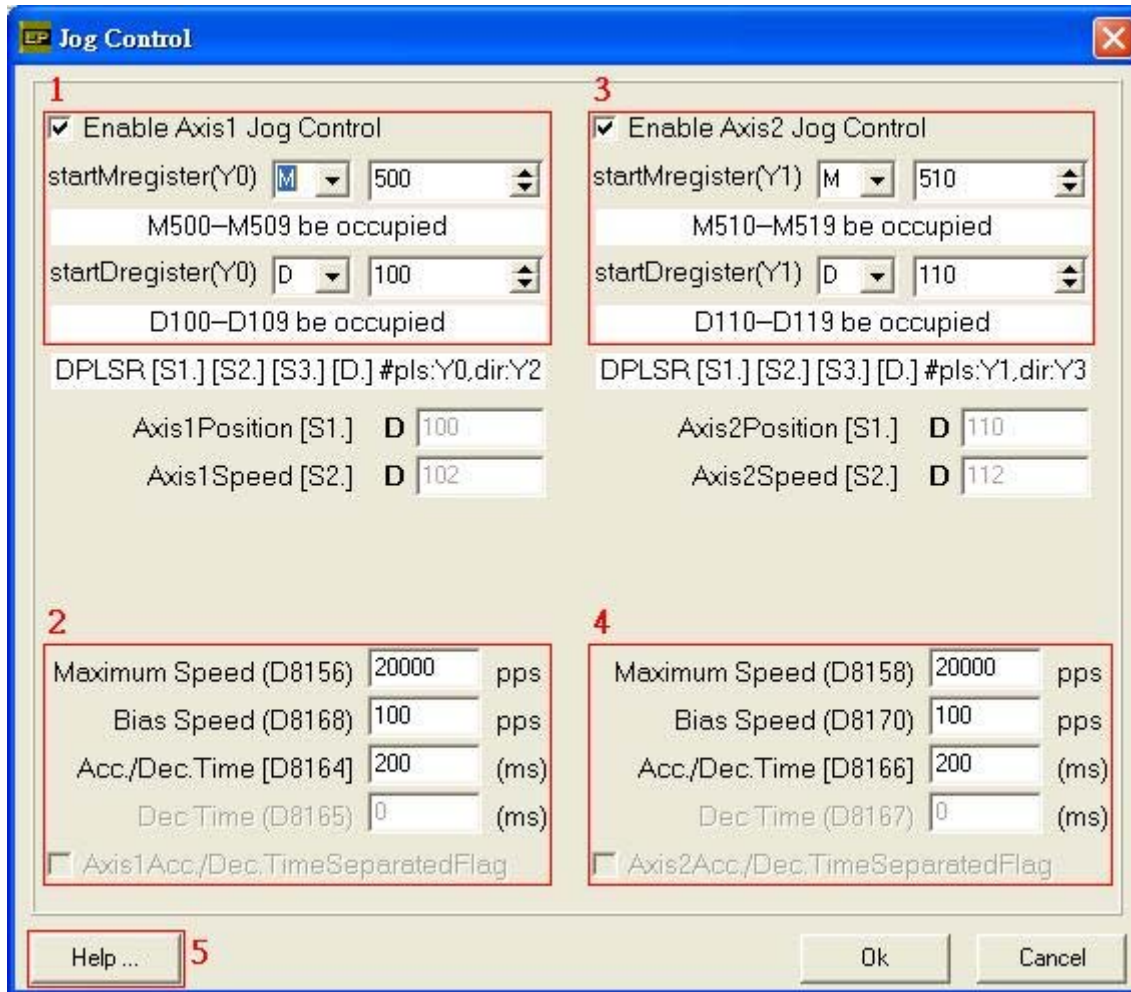 EP Jog Control
1
Enable Axis1 Jog Control
startMregister(Y0) M 500
M500–M509 be occupied
startDregister(Y0) D 100
D100–D109 be occupied
DPLSR [S1.] [S2.] [S3.] [D.] #pls:Y0,dir:Y2
Axis1Position [S1.] D 100
Axis1Speed [S2.] D 102
2
Maximum Speed (D8156) 20000 pps
Bias Speed (D8168) 100 pps
Acc./Dec.Time [D8164] 200 (ms)
Dec Time (D8165) 0 (ms)
Axis1Acc./Dec.TimeSeparatedFlag
3
Enable Axis2 Jog Control
startMregister(Y1) M 510
M510–M519 be occupied
startDregister(Y1) D 110
D110–D119 be occupied
DPLSR [S1.] [S2.] [S3.] [D.] #pls:Y1,dir:Y3
Axis2Position [S1.] D 110
Axis2Speed [S2.] D 112
4
Maximum Speed (D8158) 20000 pps
Bias Speed (D8170) 100 pps
Acc./Dec.Time [D8166] 200 (ms)
Dec Time (D8167) 0 (ms)
Axis2Acc./Dec.TimeSeparatedFlag
Help ... 5
Ok
Cancel